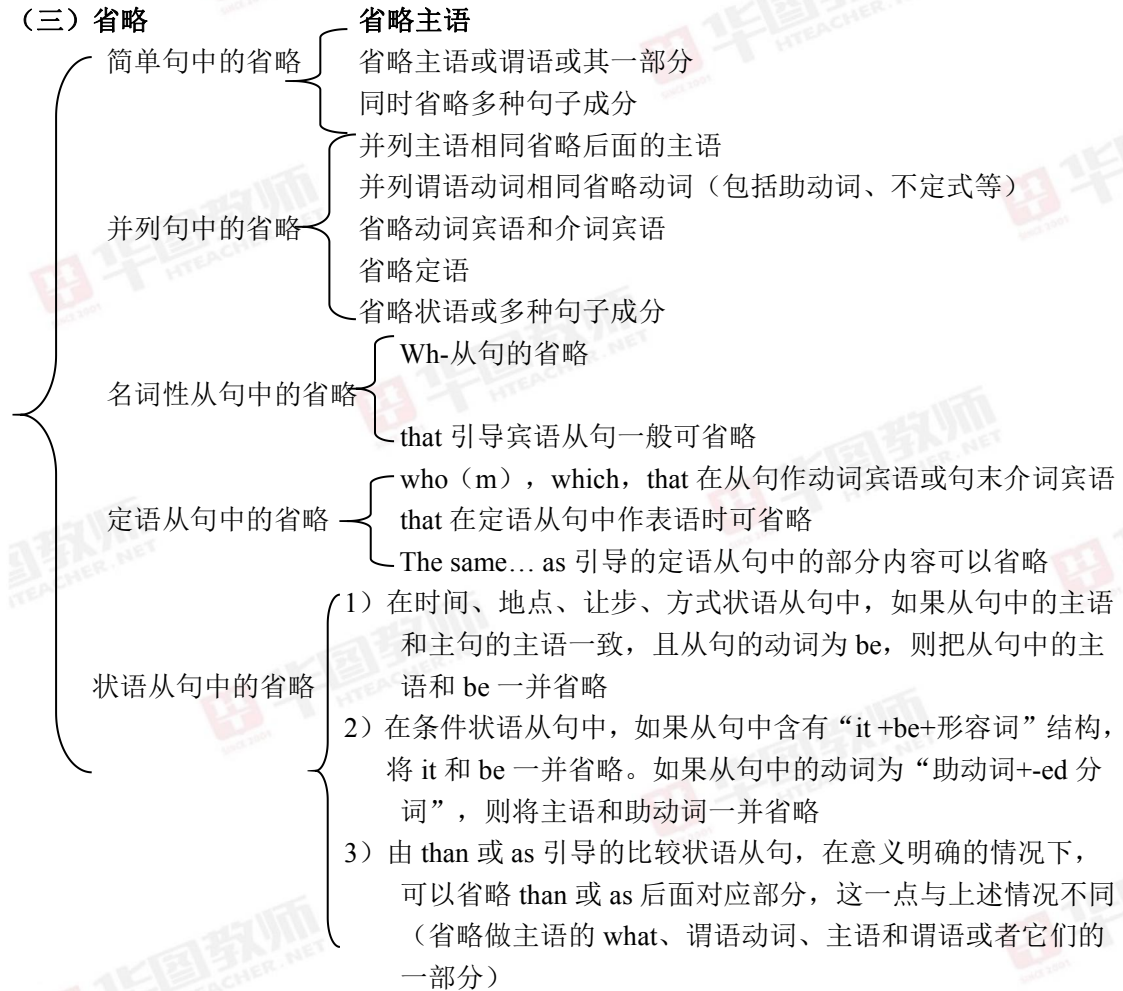 （三）省略
省略主语
简单句中的省略
省略主语或谓语或其一部分
同时省略多种句子成分
并列主语相同省略后面的主语
并列谓语动词相同省略动词（包括助动词、不定式等）
并列句中的省略
省略动词宾语和介词宾语
省略定语
省略状语或多种句子成分
Wh-从句的省略
名词性从句中的省略
that 引导宾语从句一般可省略
who（m），which，that 在从句作动词宾语或句末介词宾语
定语从句中的省略
that 在定语从句中作表语时可省略
The same… as 引导的定语从句中的部分内容可以省略
1）在时间、地点、让步、方式状语从句中，如果从句中的主语
和主句的主语一致，且从句的动词为 be，则把从句中的主
状语从句中的省略
语和 be 一并省略
2）在条件状语从句中，如果从句中含有“it +be+形容词”结构，
将 it 和 be 一并省略。如果从句中的动词为“助动词+-ed 分
词”，则将主语和助动词一并省略
3）由 than 或 as 引导的比较状语从句，在意义明确的情况下，
可以省略 than 或 as 后面对应部分，这一点与上述情况不同
（省略做主语的 what、谓语动词、主语和谓语或者它们的
一部分）
华图教师
HTEACHER.NET